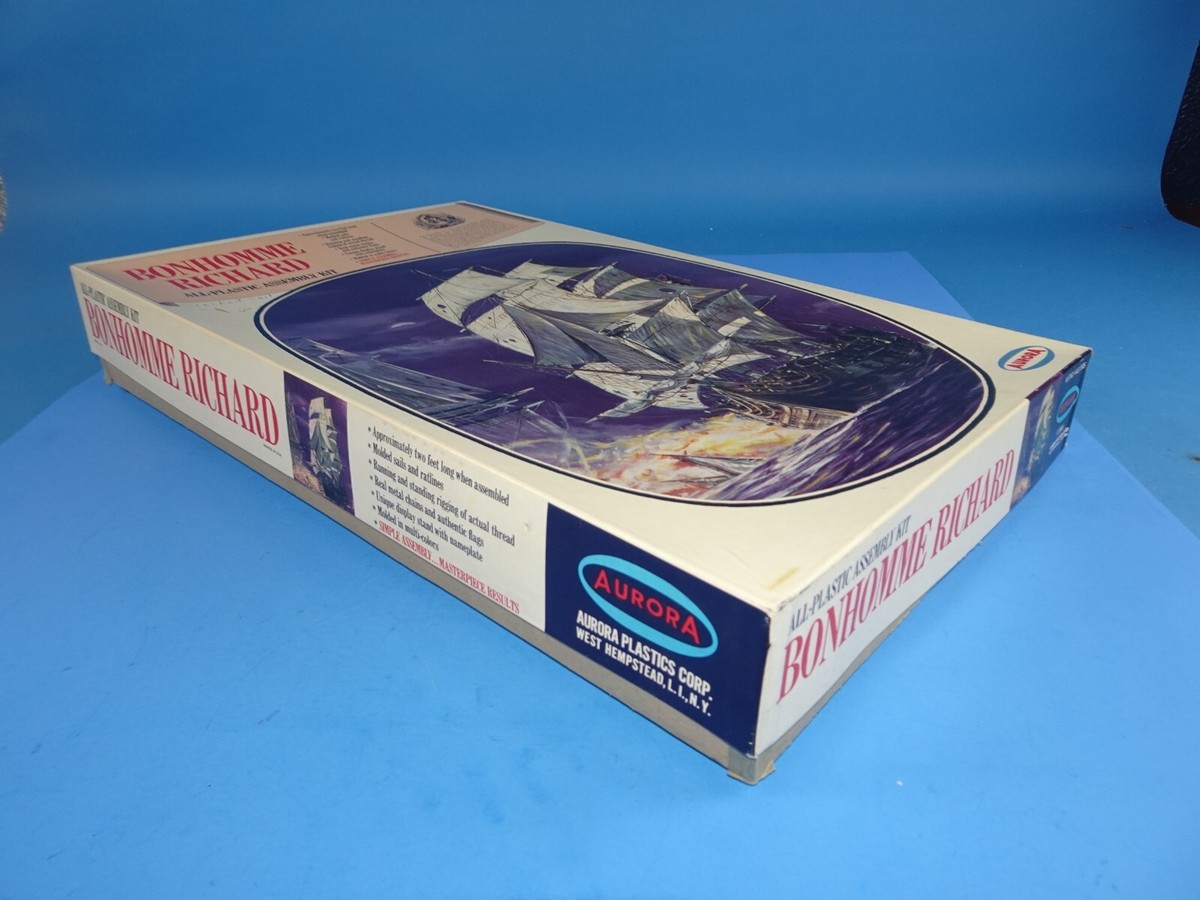 BONHOMME
RICHARD
ALL-PLASTIC ASSEMBLY KIT
AURORA
ALL-PLASTIC ASSEMBLY KIT
BONHOMME RICHARD
• Approximately two feet long when assembled
• Molded sails and ratlines
• Running and standing rigging of actual thread
• Real metal chains and authentic flags
• Unique display stand with nameplate
• Molded in multi-colors
• SIMPLE ASSEMBLY... MASTERPIECE RESULTS
AURORA
AURORA PLASTICS CORP.
WEST HEMPSTEAD, L.I., N.Y.
ALL-PLASTIC ASSEMBLY KIT
BONHOMME RICHARD
AURORA